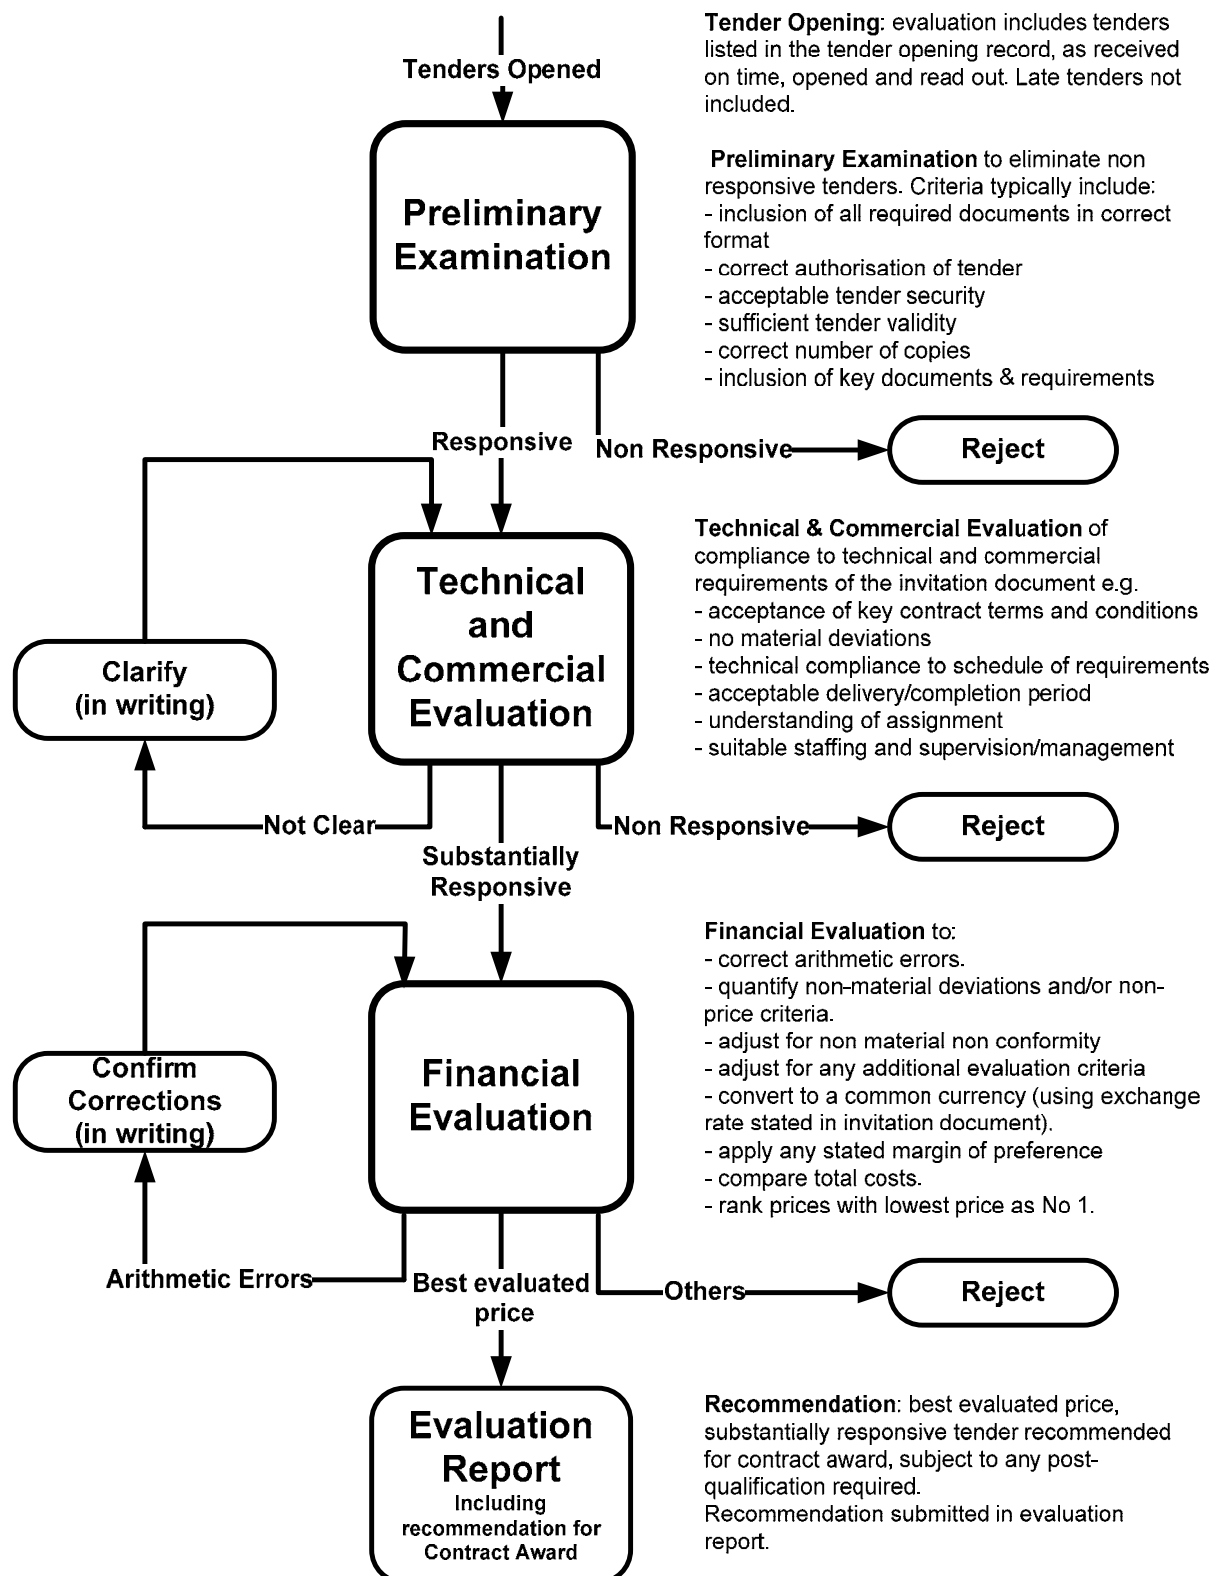 Tenders Opened
Tender Opening: evaluation includes tenders
listed in the tender opening record, as received
on time, opened and read out. Late tenders not
included.
Preliminary
Examination
Preliminary Examination to eliminate non
responsive tenders. Criteria typically include:
- inclusion of all required documents in correct
format
- correct authorisation of tender
- acceptable tender security
- sufficient tender validity
- correct number of copies
- inclusion of key documents & requirements
Responsive
Non Responsive
Reject
Technical
and
Commercial
Evaluation
Technical & Commercial Evaluation of
compliance to technical and commercial
requirements of the invitation document e.g.
- acceptance of key contract terms and conditions
- no material deviations
- technical compliance to schedule of requirements
- acceptable delivery/completion period
- understanding of assignment
- suitable staffing and supervision/management
Clarify
(in writing)
Not Clear
Substantially
Responsive
Non Responsive
Reject
Financial
Evaluation
Financial Evaluation to:
- correct arithmetic errors.
- quantify non-material deviations and/or non-
price criteria.
- adjust for non material non conformity
- adjust for any additional evaluation criteria
- convert to a common currency (using exchange
rate stated in invitation document).
- apply any stated margin of preference
- compare total costs.
- rank prices with lowest price as No 1.
Confirm
Corrections
(in writing)
Arithmetic Errors
Best evaluated
price
Others
Reject
Evaluation
Report
Including
recommendation for
Contract Award
Recommendation: best evaluated price,
substantially responsive tender recommended
for contract award, subject to any post-
qualification required.
Recommendation submitted in evaluation
report.